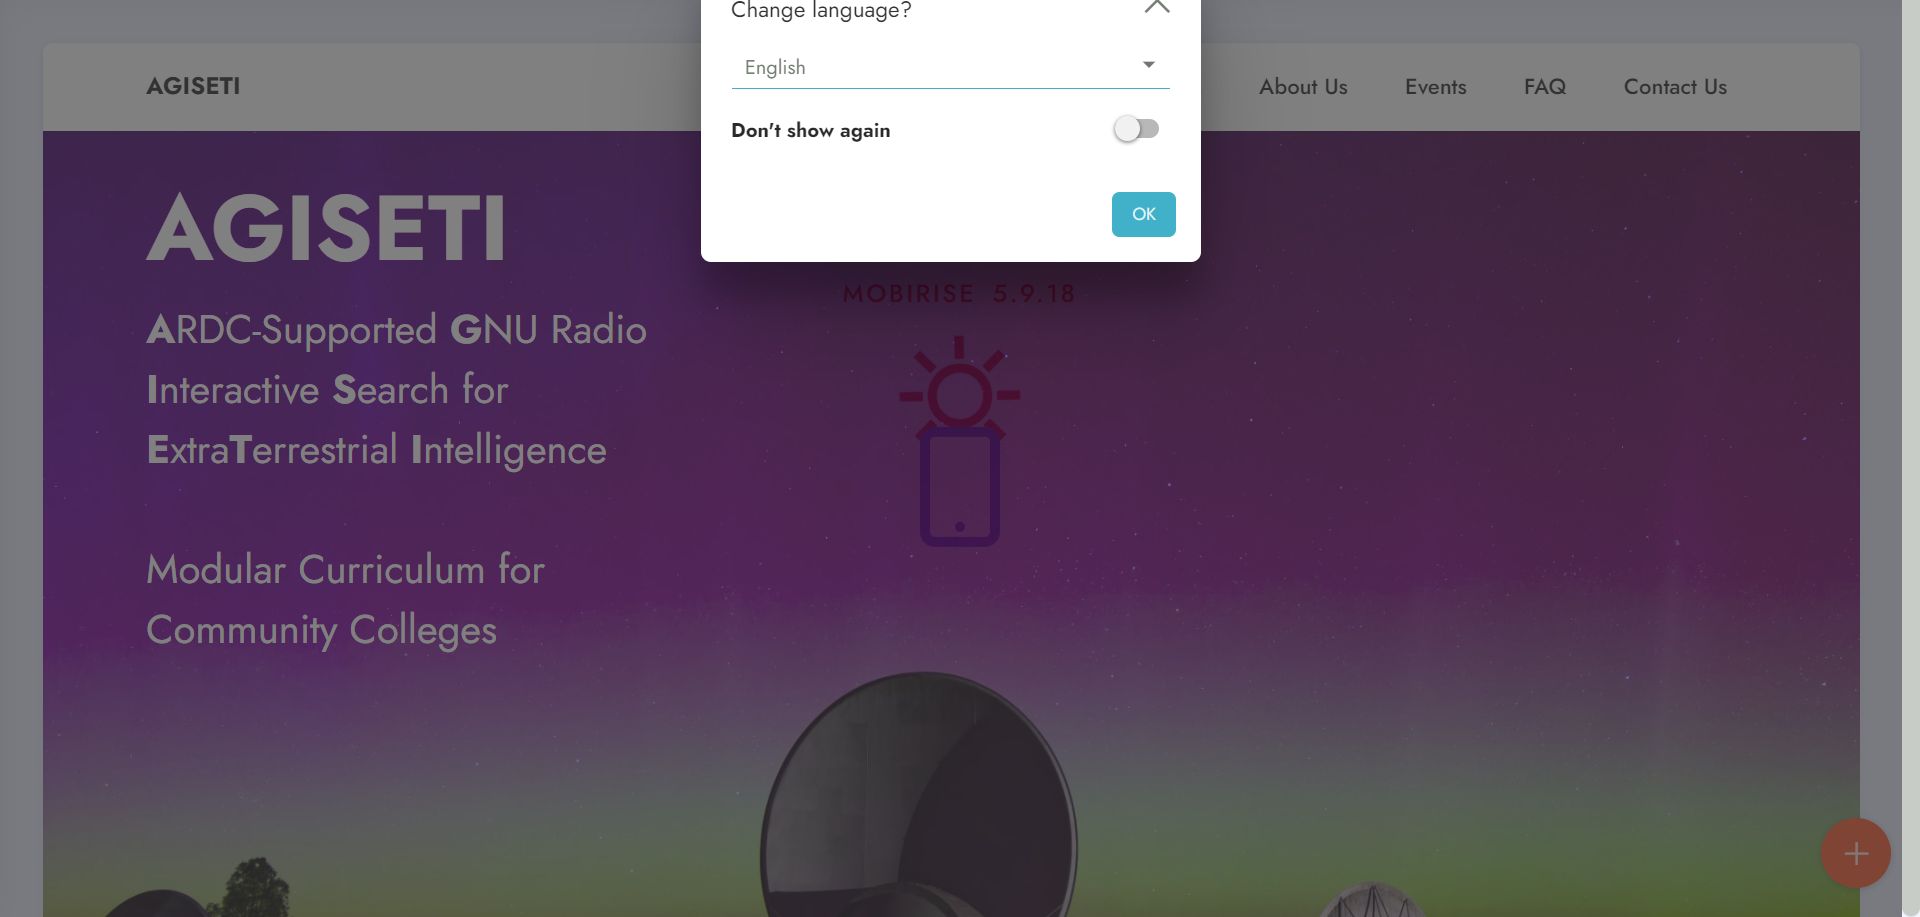 Change language?
English
Don't show again
OK
AGISETI
About Us
Events
FAQ
Contact Us
AGISETI
ARDC-Supported GNU Radio
Interactive Search for
ExtraTerrestrial Intelligence
Modular Curriculum for
Community Colleges
MOBIRISE 5.9.18